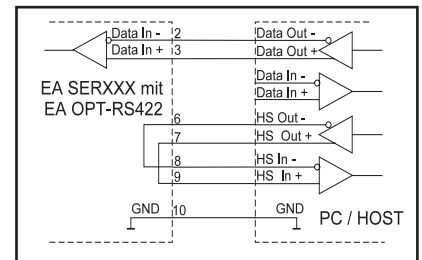 Data In - 2 Data Out -
Data In + 3 Data Out +
Data In -
Data In +
EA SERXXX mit
EA OPT-RS422
6 HS Out -
7 HS Out +
8 HS In -
9 HS In +
GND 10 GND
PC / HOST